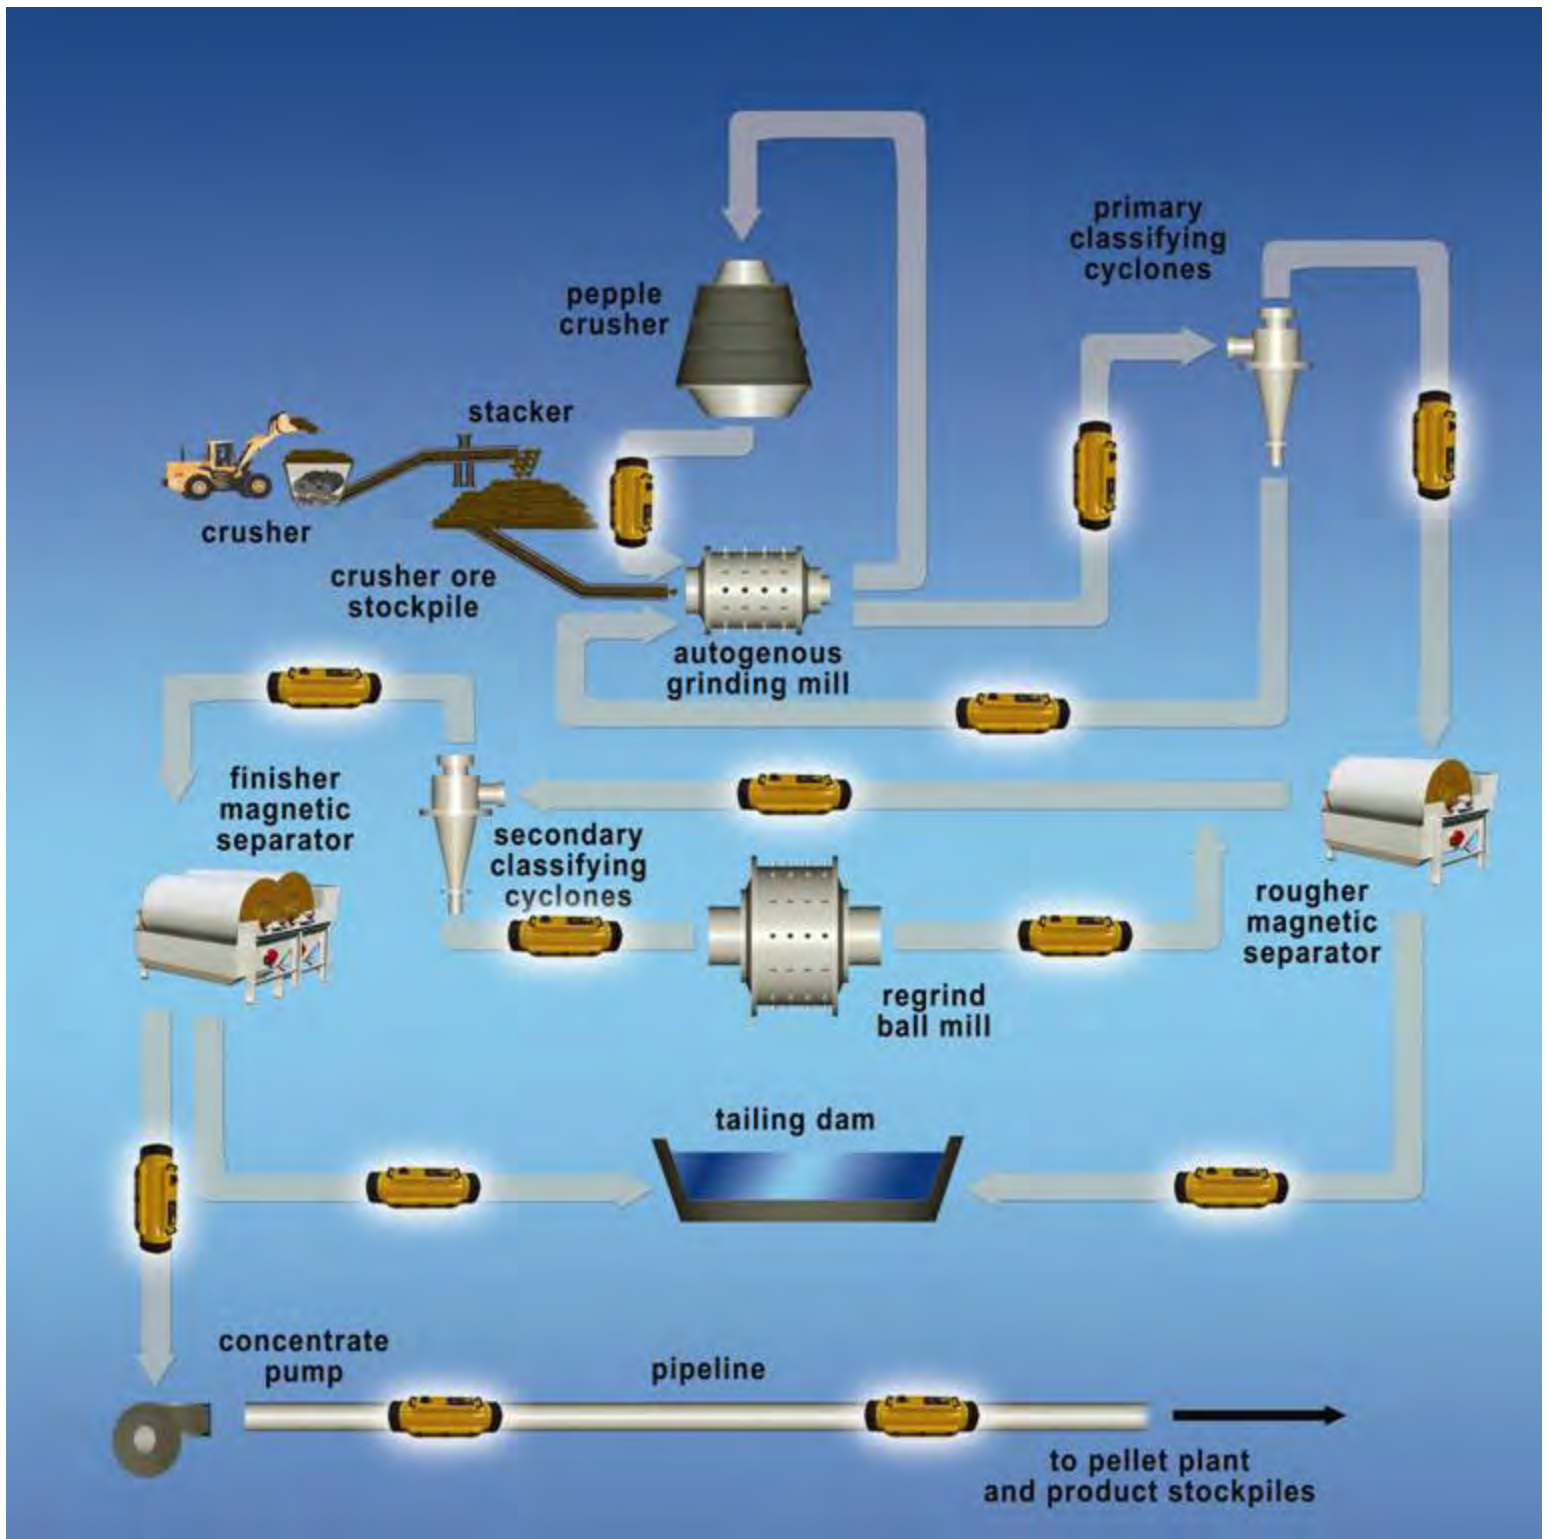 primary
classifying
cyclones
pepple
crusher
stacker
crusher
crusher ore
stockpile
autogenous
grinding mill
finisher
magnetic
separator
secondary
classifying
cyclones
rougher
magnetic
separator
regrind
ball mill
tailing dam
concentrate
pump
pipeline
to pellet plant
and product stockpiles